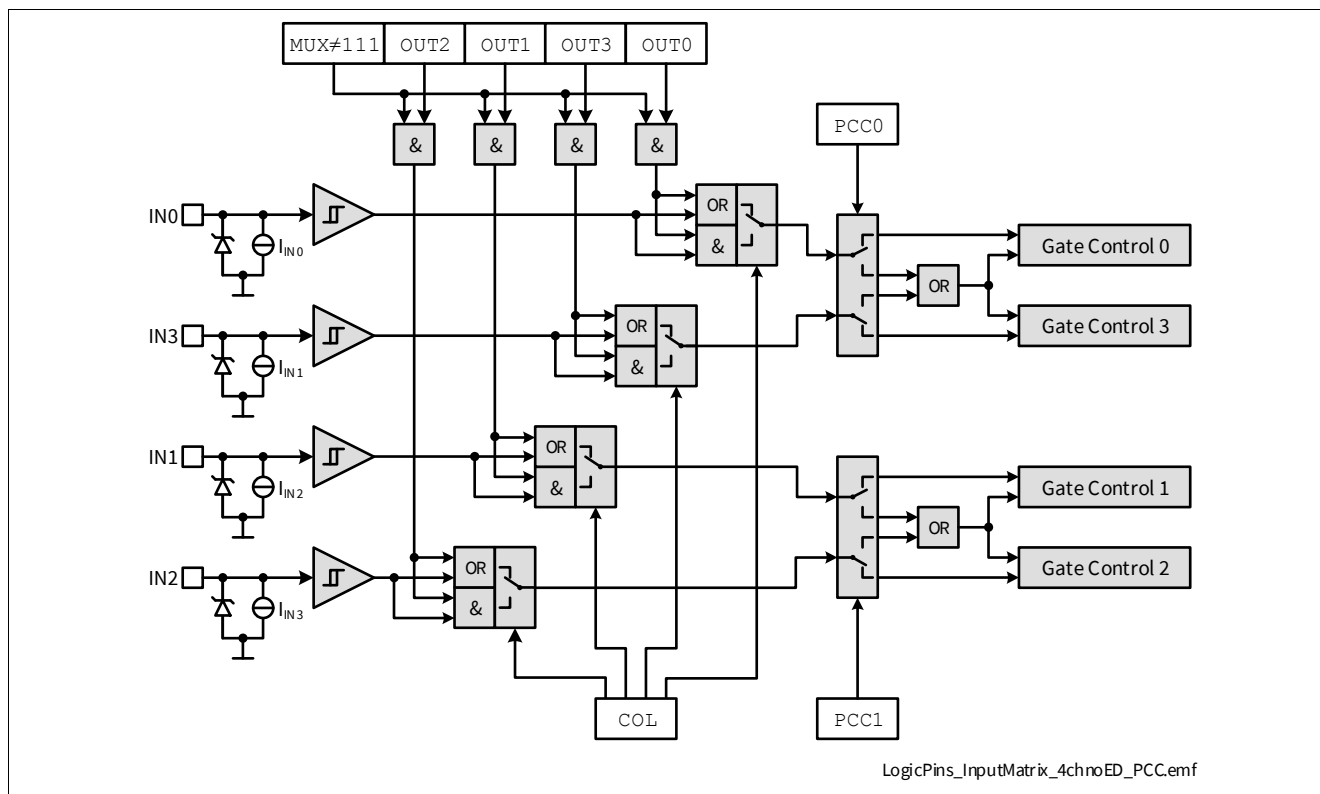 MUX≠111 OUT2 OUT1 OUT3 OUT0
PCC0
& & & &
IN0
I_IN0
OR
&
OR
Gate Control 0
Gate Control 3
IN3
I_IN1
OR
&
IN1
I_IN2
OR
&
OR
Gate Control 1
Gate Control 2
IN2
I_IN3
OR
&
COL
PCC1
LogicPins_InputMatrix_4chnoED_PCC.emf